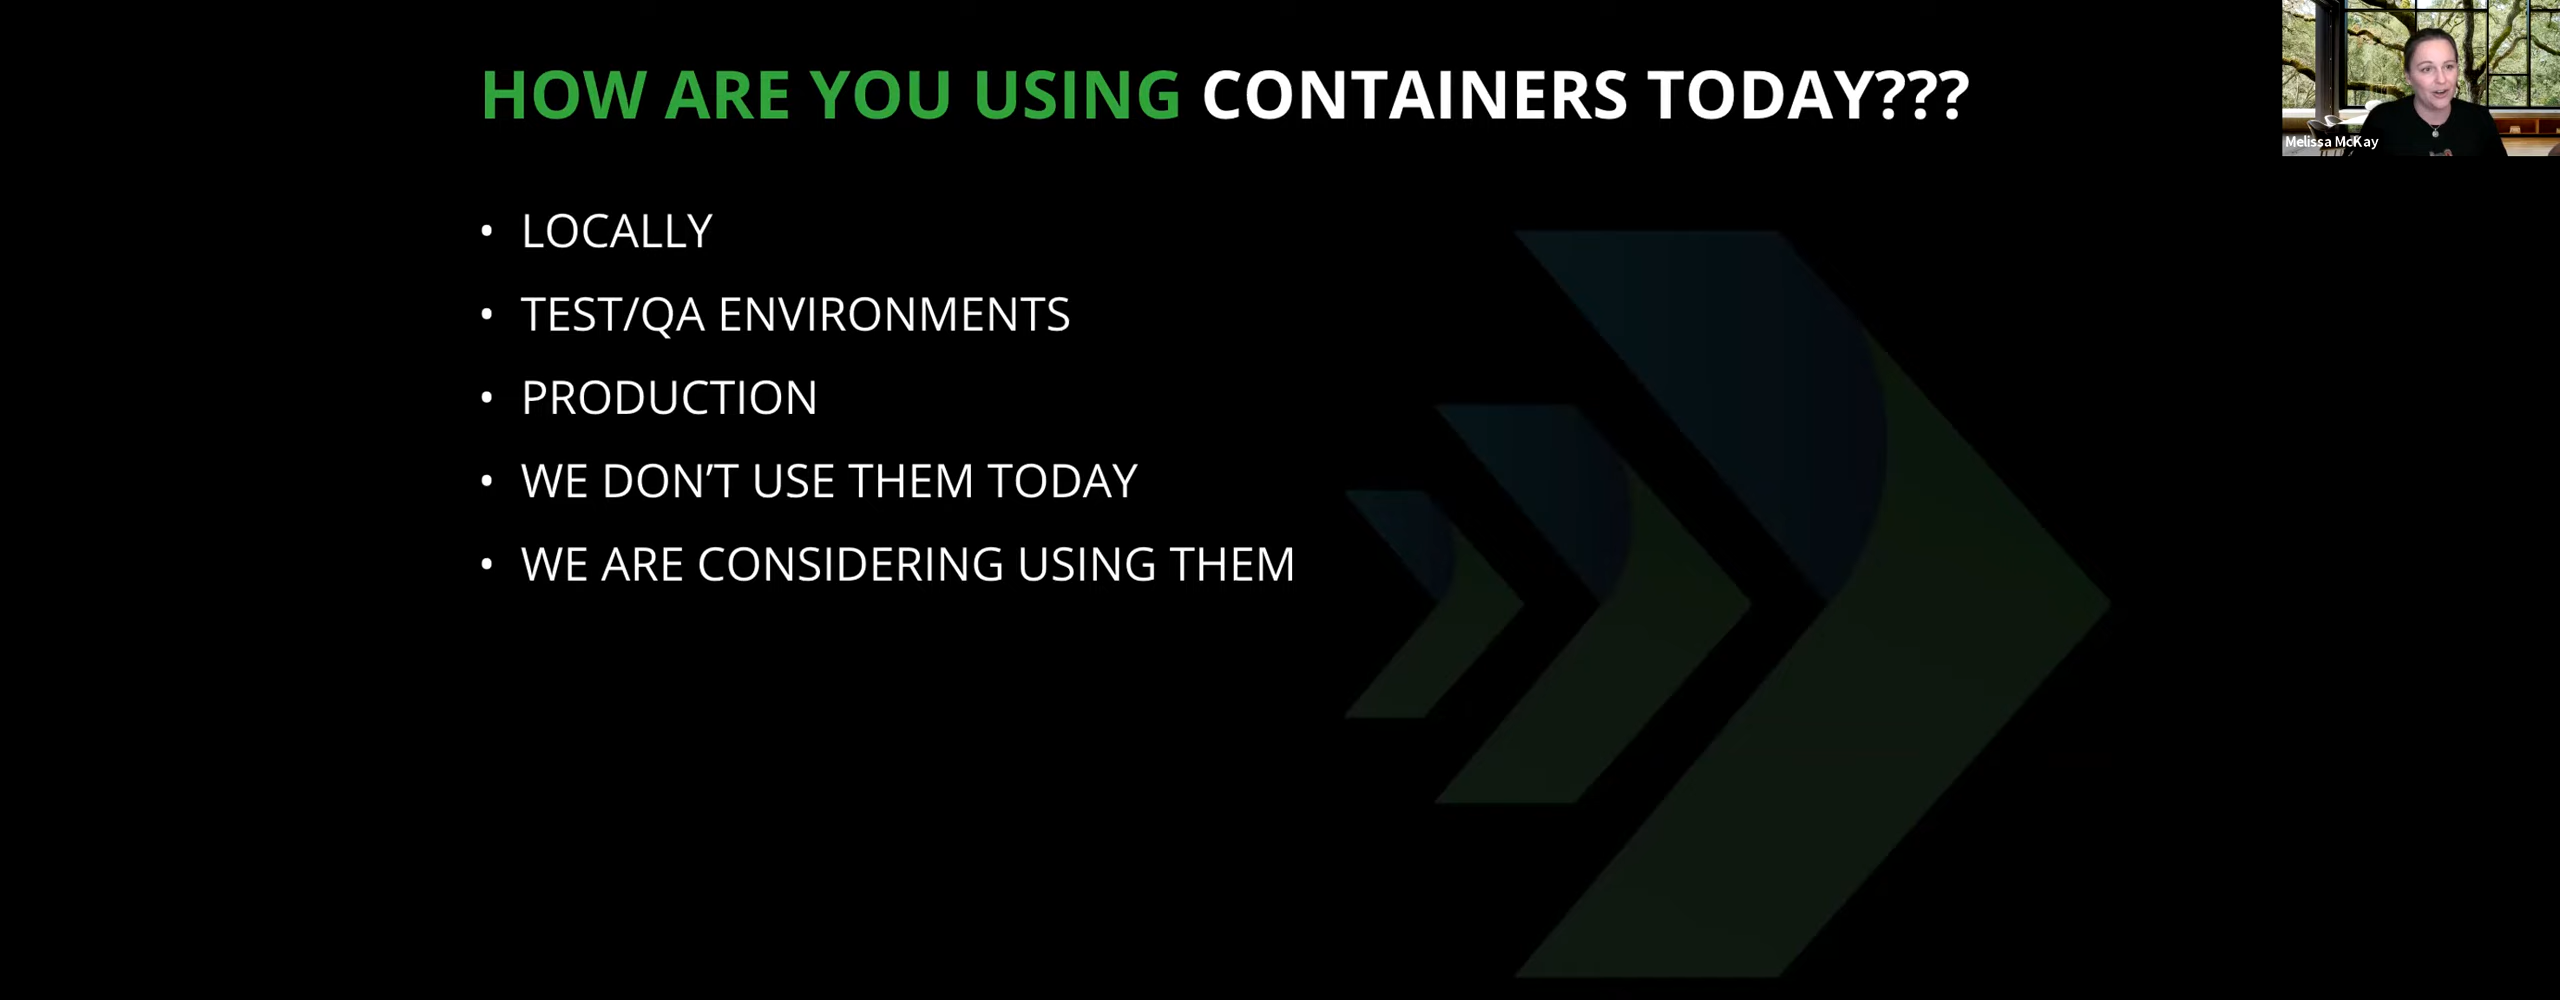 HOW ARE YOU USING CONTAINERS TODAY???
Melissa McKay
• LOCALLY
• TEST/QA ENVIRONMENTS
• PRODUCTION
• WE DON’T USE THEM TODAY
• WE ARE CONSIDERING USING THEM